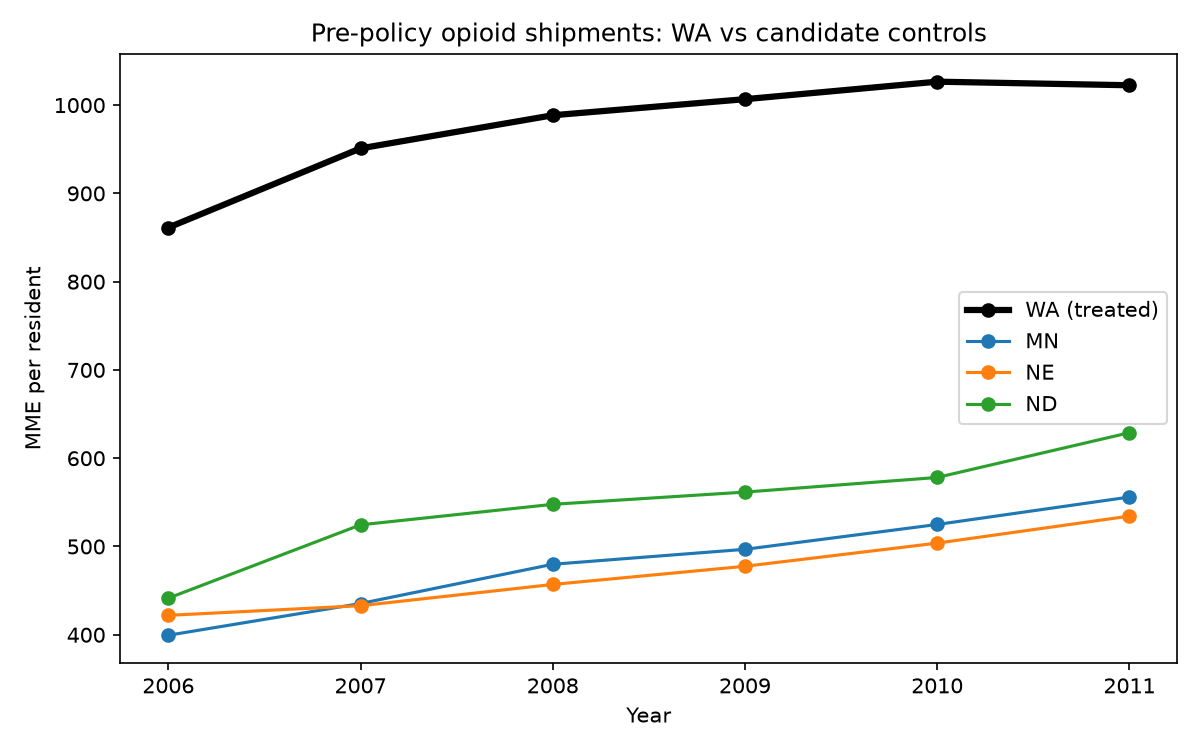 Pre-policy opioid shipments: WA vs candidate controls
MME per resident
1000
900
800
700
600
500
400
WA (treated)
MN
NE
ND
2006 2007 2008 2009 2010 2011
Year